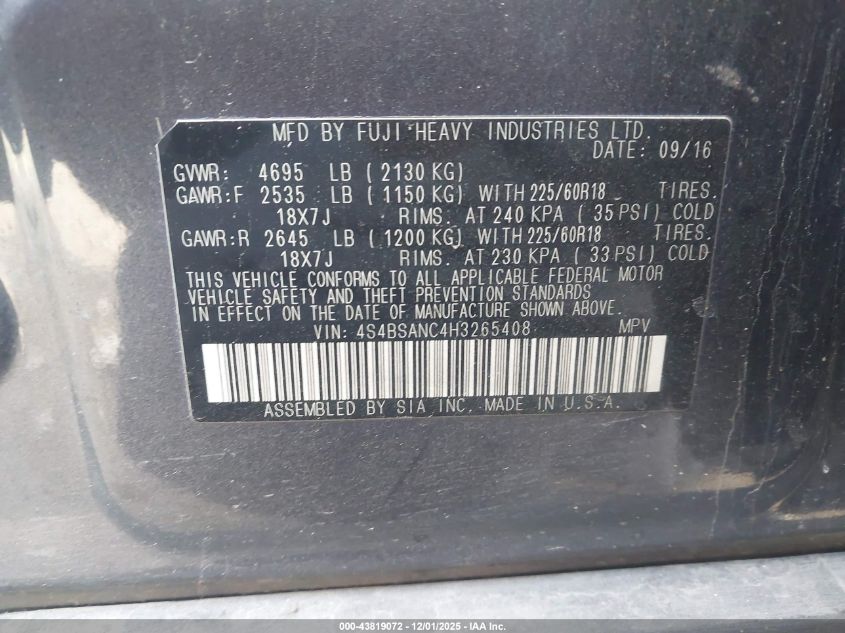 MFD BY FUJI HEAVY INDUSTRIES LTD.
DATE: 09/16
GVWR: 4695 LB (2130 KG)
GAWR:F 2535 LB (1150 KG) WITH 225/60R18 TIRES.
18X7J RIMS. AT 240 KPA (35 PSI) COLD
GAWR:R 2645 LB (1200 KG) WITH 225/60R18 TIRES.
18X7J RIMS. AT 230 KPA (33 PSI) COLD
THIS VEHICLE CONFORMS TO ALL APPLICABLE FEDERAL MOTOR
VEHICLE SAFETY AND THEFT PREVENTION STANDARDS
IN EFFECT ON THE DATE OF MANUFACTURE SHOWN ABOVE.
VIN: 4S4BSANC4H3265408 MPV
ASSEMBLED BY SIA INC. MADE IN U.S.A.
000-43819072 - 12/01/2025 - IAA Inc.